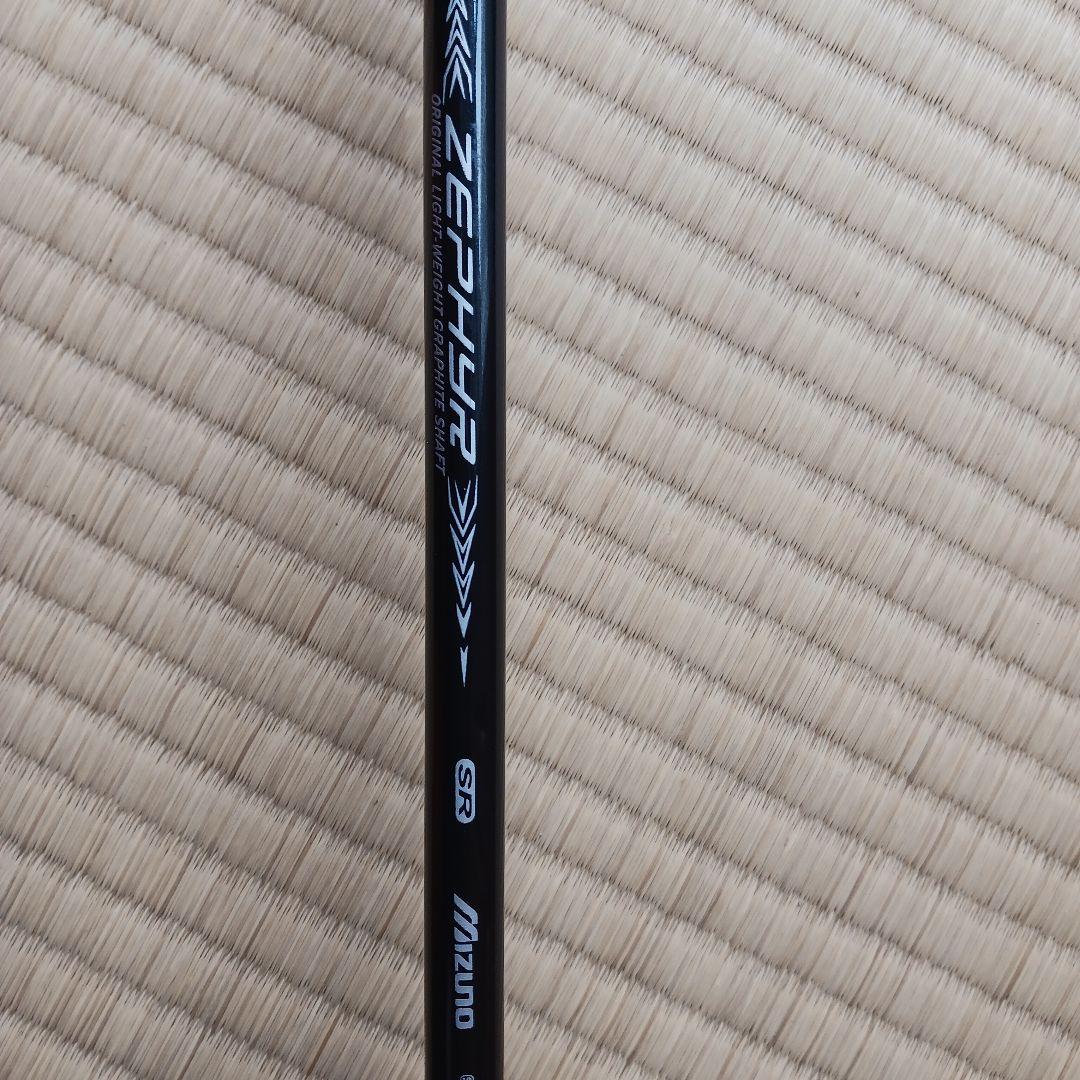 ZEPHYR
ORIGINAL LIGHT-WEIGHT GRAPHITE SHAFT
SR
MIZUNO